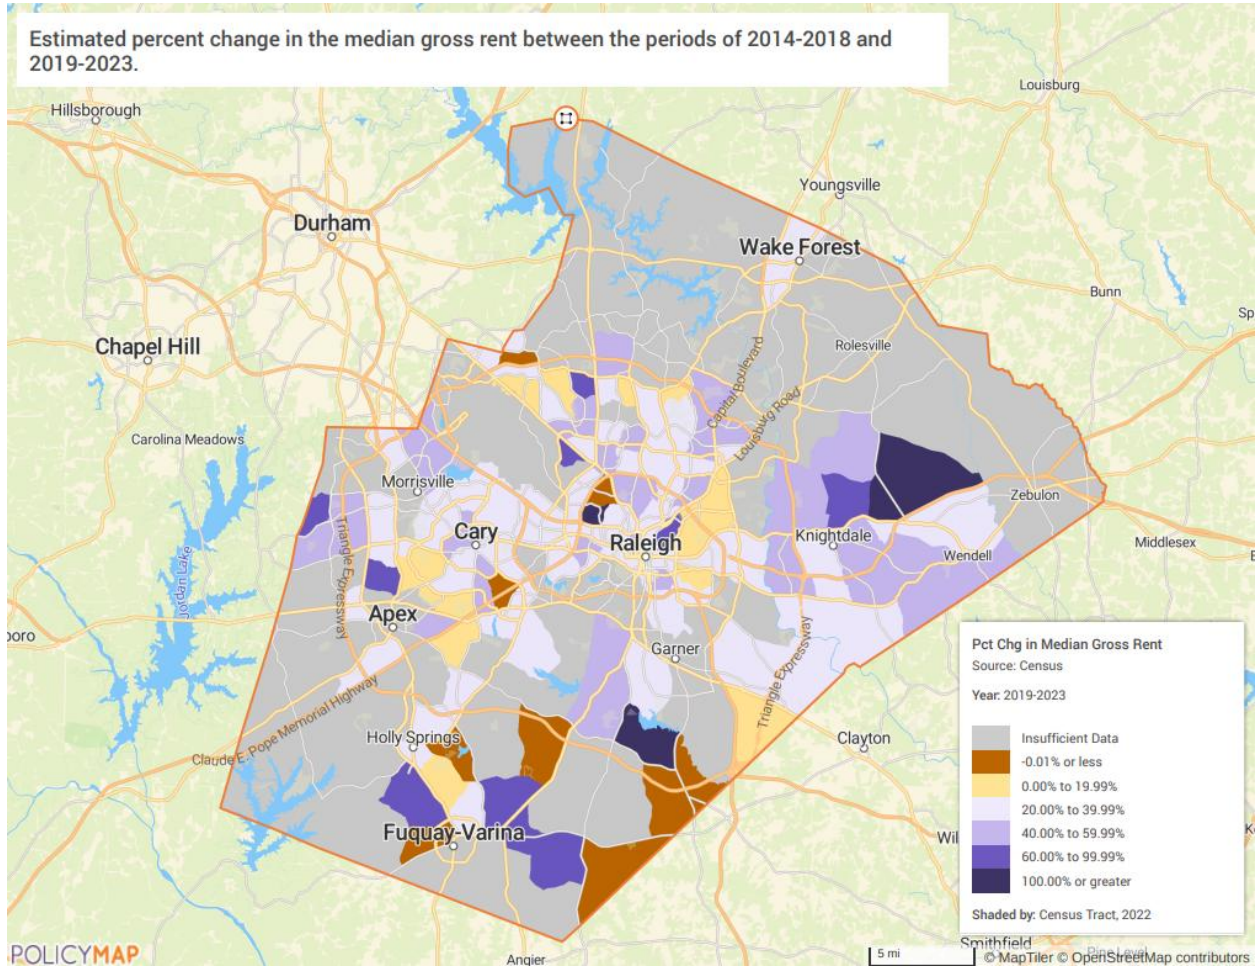 Estimated percent change in the median gross rent between the periods of 2014-2018 and
2019-2023.
Louisburg
Hillsborough
Youngsville
Durham
Wake Forest
Bunn
Chapel Hill
Rolesville
Capital Boulevard
Louisburg Road
Carolina Meadows
Morrisville
Zebulon
Triangle Expressway
Cary
Raleigh
Knightdale
Middlesex
Wendell
Jordan Lake
Apex
Garner
Triangle Expressway
Claude E. Pope Memorial Highway
Holly Springs
Clayton
Fuquay-Varina
Angier
Smithfield
Pine Level
Pct Chg in Median Gross Rent
Source: Census
Year: 2019-2023
Insufficient Data
-0.01% or less
0.00% to 19.99%
20.00% to 39.99%
40.00% to 59.99%
60.00% to 99.99%
100.00% or greater
Shaded by: Census Tract, 2022
5 mi
© MapTiler © OpenStreetMap contributors
POLICYMAP